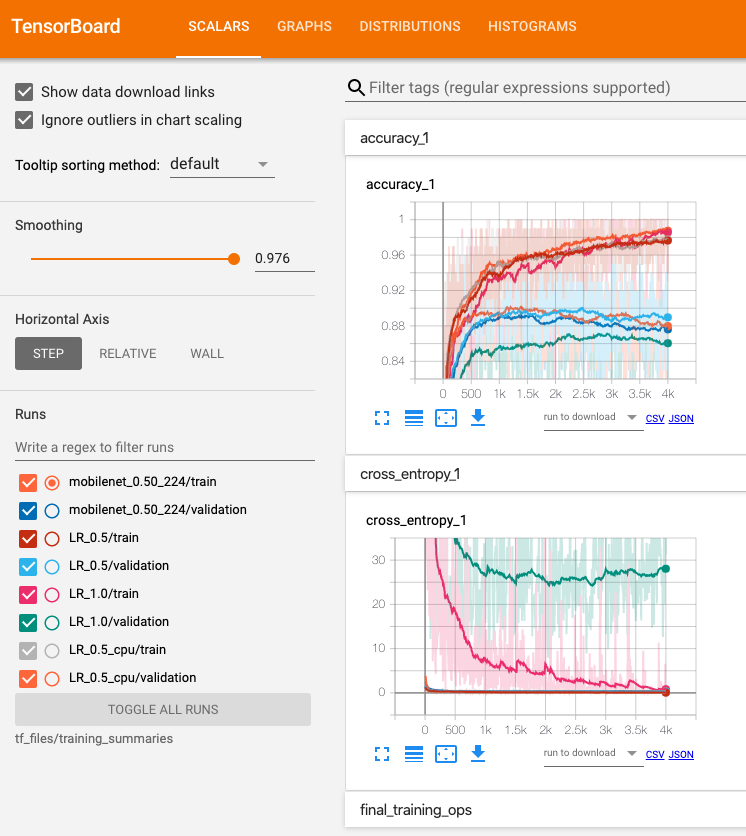 TensorBoard SCALARS GRAPHS DISTRIBUTIONS HISTOGRAMS
Show data download links
Ignore outliers in chart scaling
Tooltip sorting method: default
Smoothing
0.976
Horizontal Axis
STEP RELATIVE WALL
Runs
Write a regex to filter runs
mobilenet_0.50_224/train
mobilenet_0.50_224/validation
LR_0.5/train
LR_0.5/validation
LR_1.0/train
LR_1.0/validation
LR_0.5_cpu/train
LR_0.5_cpu/validation
TOGGLE ALL RUNS
tf_files/training_summaries
Filter tags (regular expressions supported)
accuracy_1
accuracy_1
1
0.96
0.92
0.88
0.84
0 500 1k 1.5k 2k 2.5k 3k 3.5k 4k
run to download CSV JSON
cross_entropy_1
cross_entropy_1
30
20
10
0
0 500 1k 1.5k 2k 2.5k 3k 3.5k 4k
run to download CSV JSON
final_training_ops